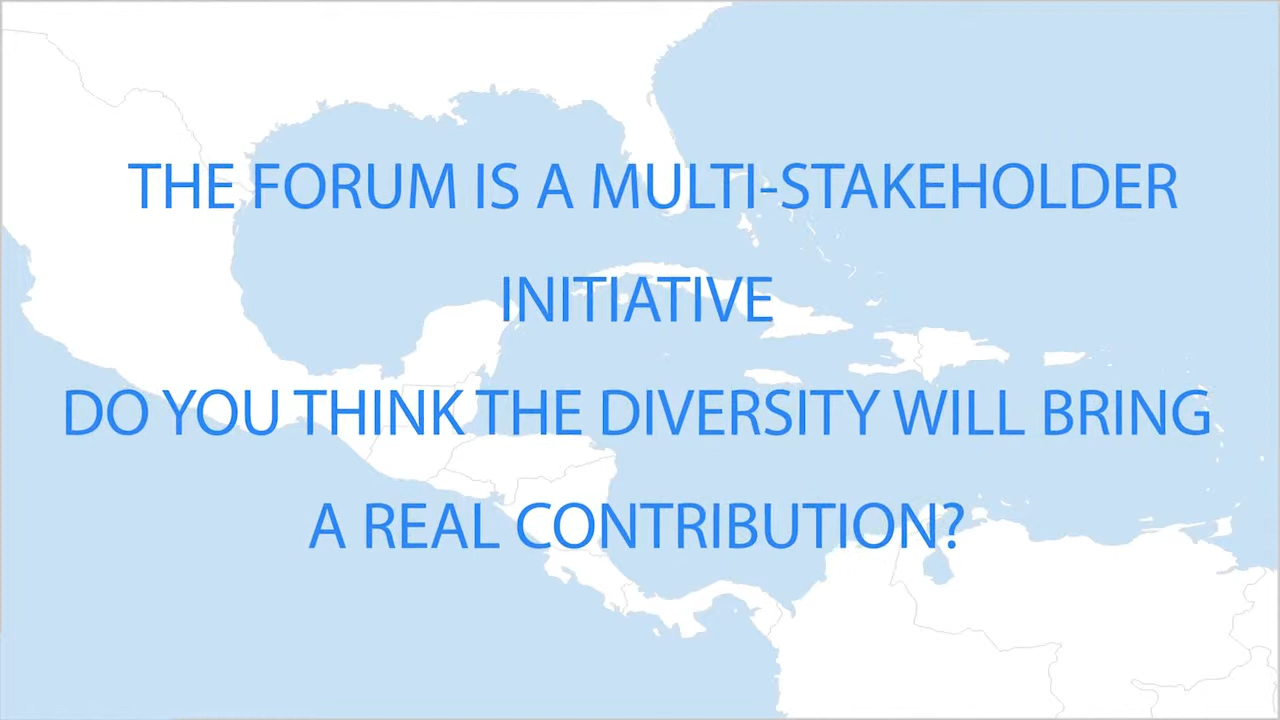 THE FORUM IS A MULTI-STAKEHOLDER
INITIATIVE
DO YOU THINK THE DIVERSITY WILL BRING
A REAL CONTRIBUTION?